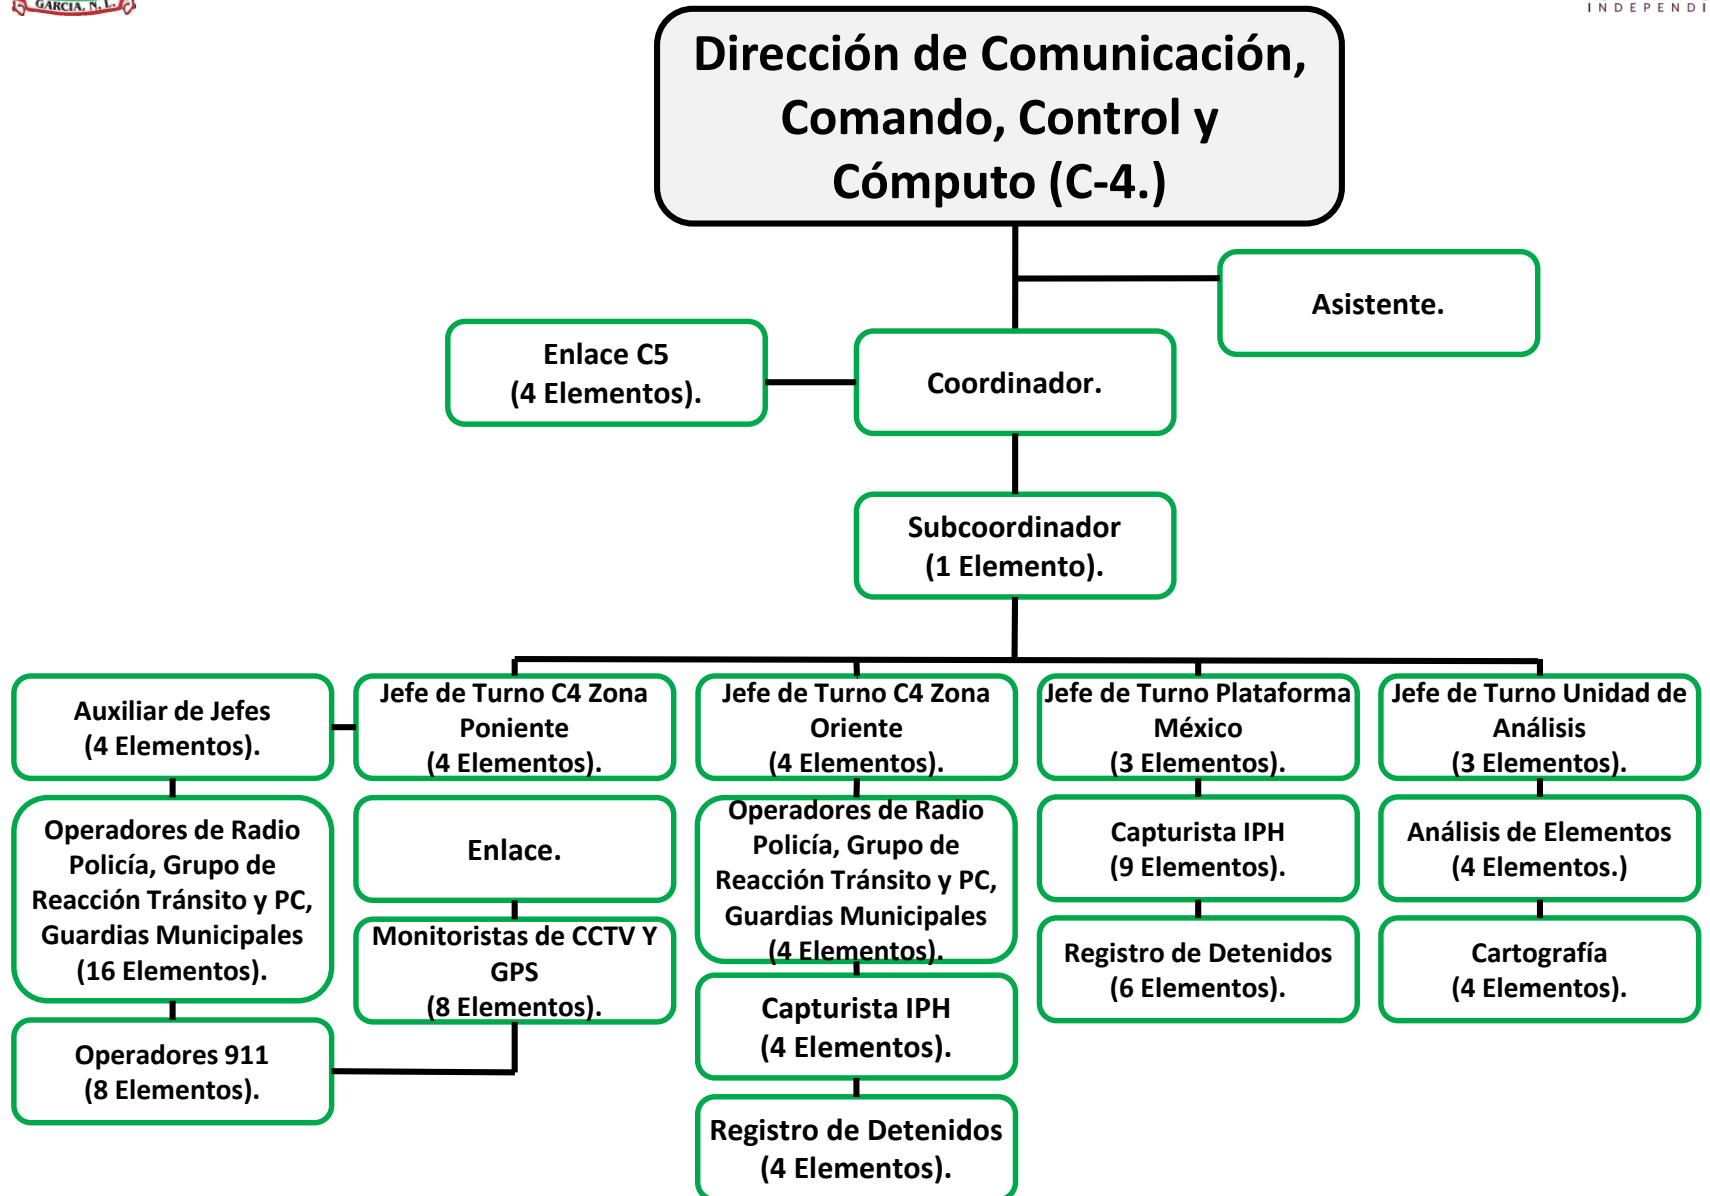 GARCIA, N. L.
INDEPENDI
Dirección de Comunicación,
Comando, Control y
Cómputo (C-4.)
Asistente.
Enlace C5
(4 Elementos).
Coordinador.
Subcoordinador
(1 Elemento).
Auxiliar de Jefes
(4 Elementos).
Jefe de Turno C4 Zona
Poniente
(4 Elementos).
Jefe de Turno C4 Zona
Oriente
(4 Elementos).
Jefe de Turno Plataforma
México
(3 Elementos).
Jefe de Turno Unidad de
Análisis
(3 Elementos).
Operadores de Radio
Policía, Grupo de
Reacción Tránsito y PC,
Guardias Municipales
(16 Elementos).
Enlace.
Operadores de Radio
Policía, Grupo de
Reacción Tránsito y PC,
Guardias Municipales
(4 Elementos).
Capturista IPH
(9 Elementos).
Análisis de Elementos
(4 Elementos.)
Monitoristas de CCTV Y
GPS
(8 Elementos).
Registro de Detenidos
(6 Elementos).
Cartografía
(4 Elementos).
Operadores 911
(8 Elementos).
Capturista IPH
(4 Elementos).
Registro de Detenidos
(4 Elementos).